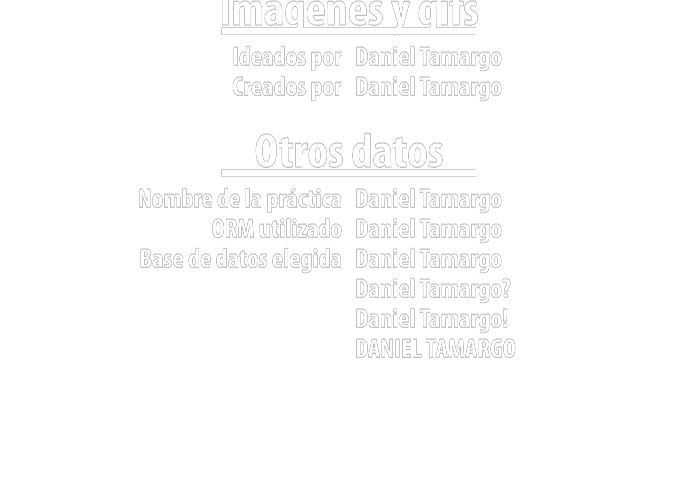 Imágenes y gifs
Ideados por Daniel Tamargo
Creados por Daniel Tamargo
Otros datos
Nombre de la práctica Daniel Tamargo
ORM utilizado Daniel Tamargo
Base de datos elegida Daniel Tamargo
Daniel Tamargo?
Daniel Tamargo!
DANIEL TAMARGO